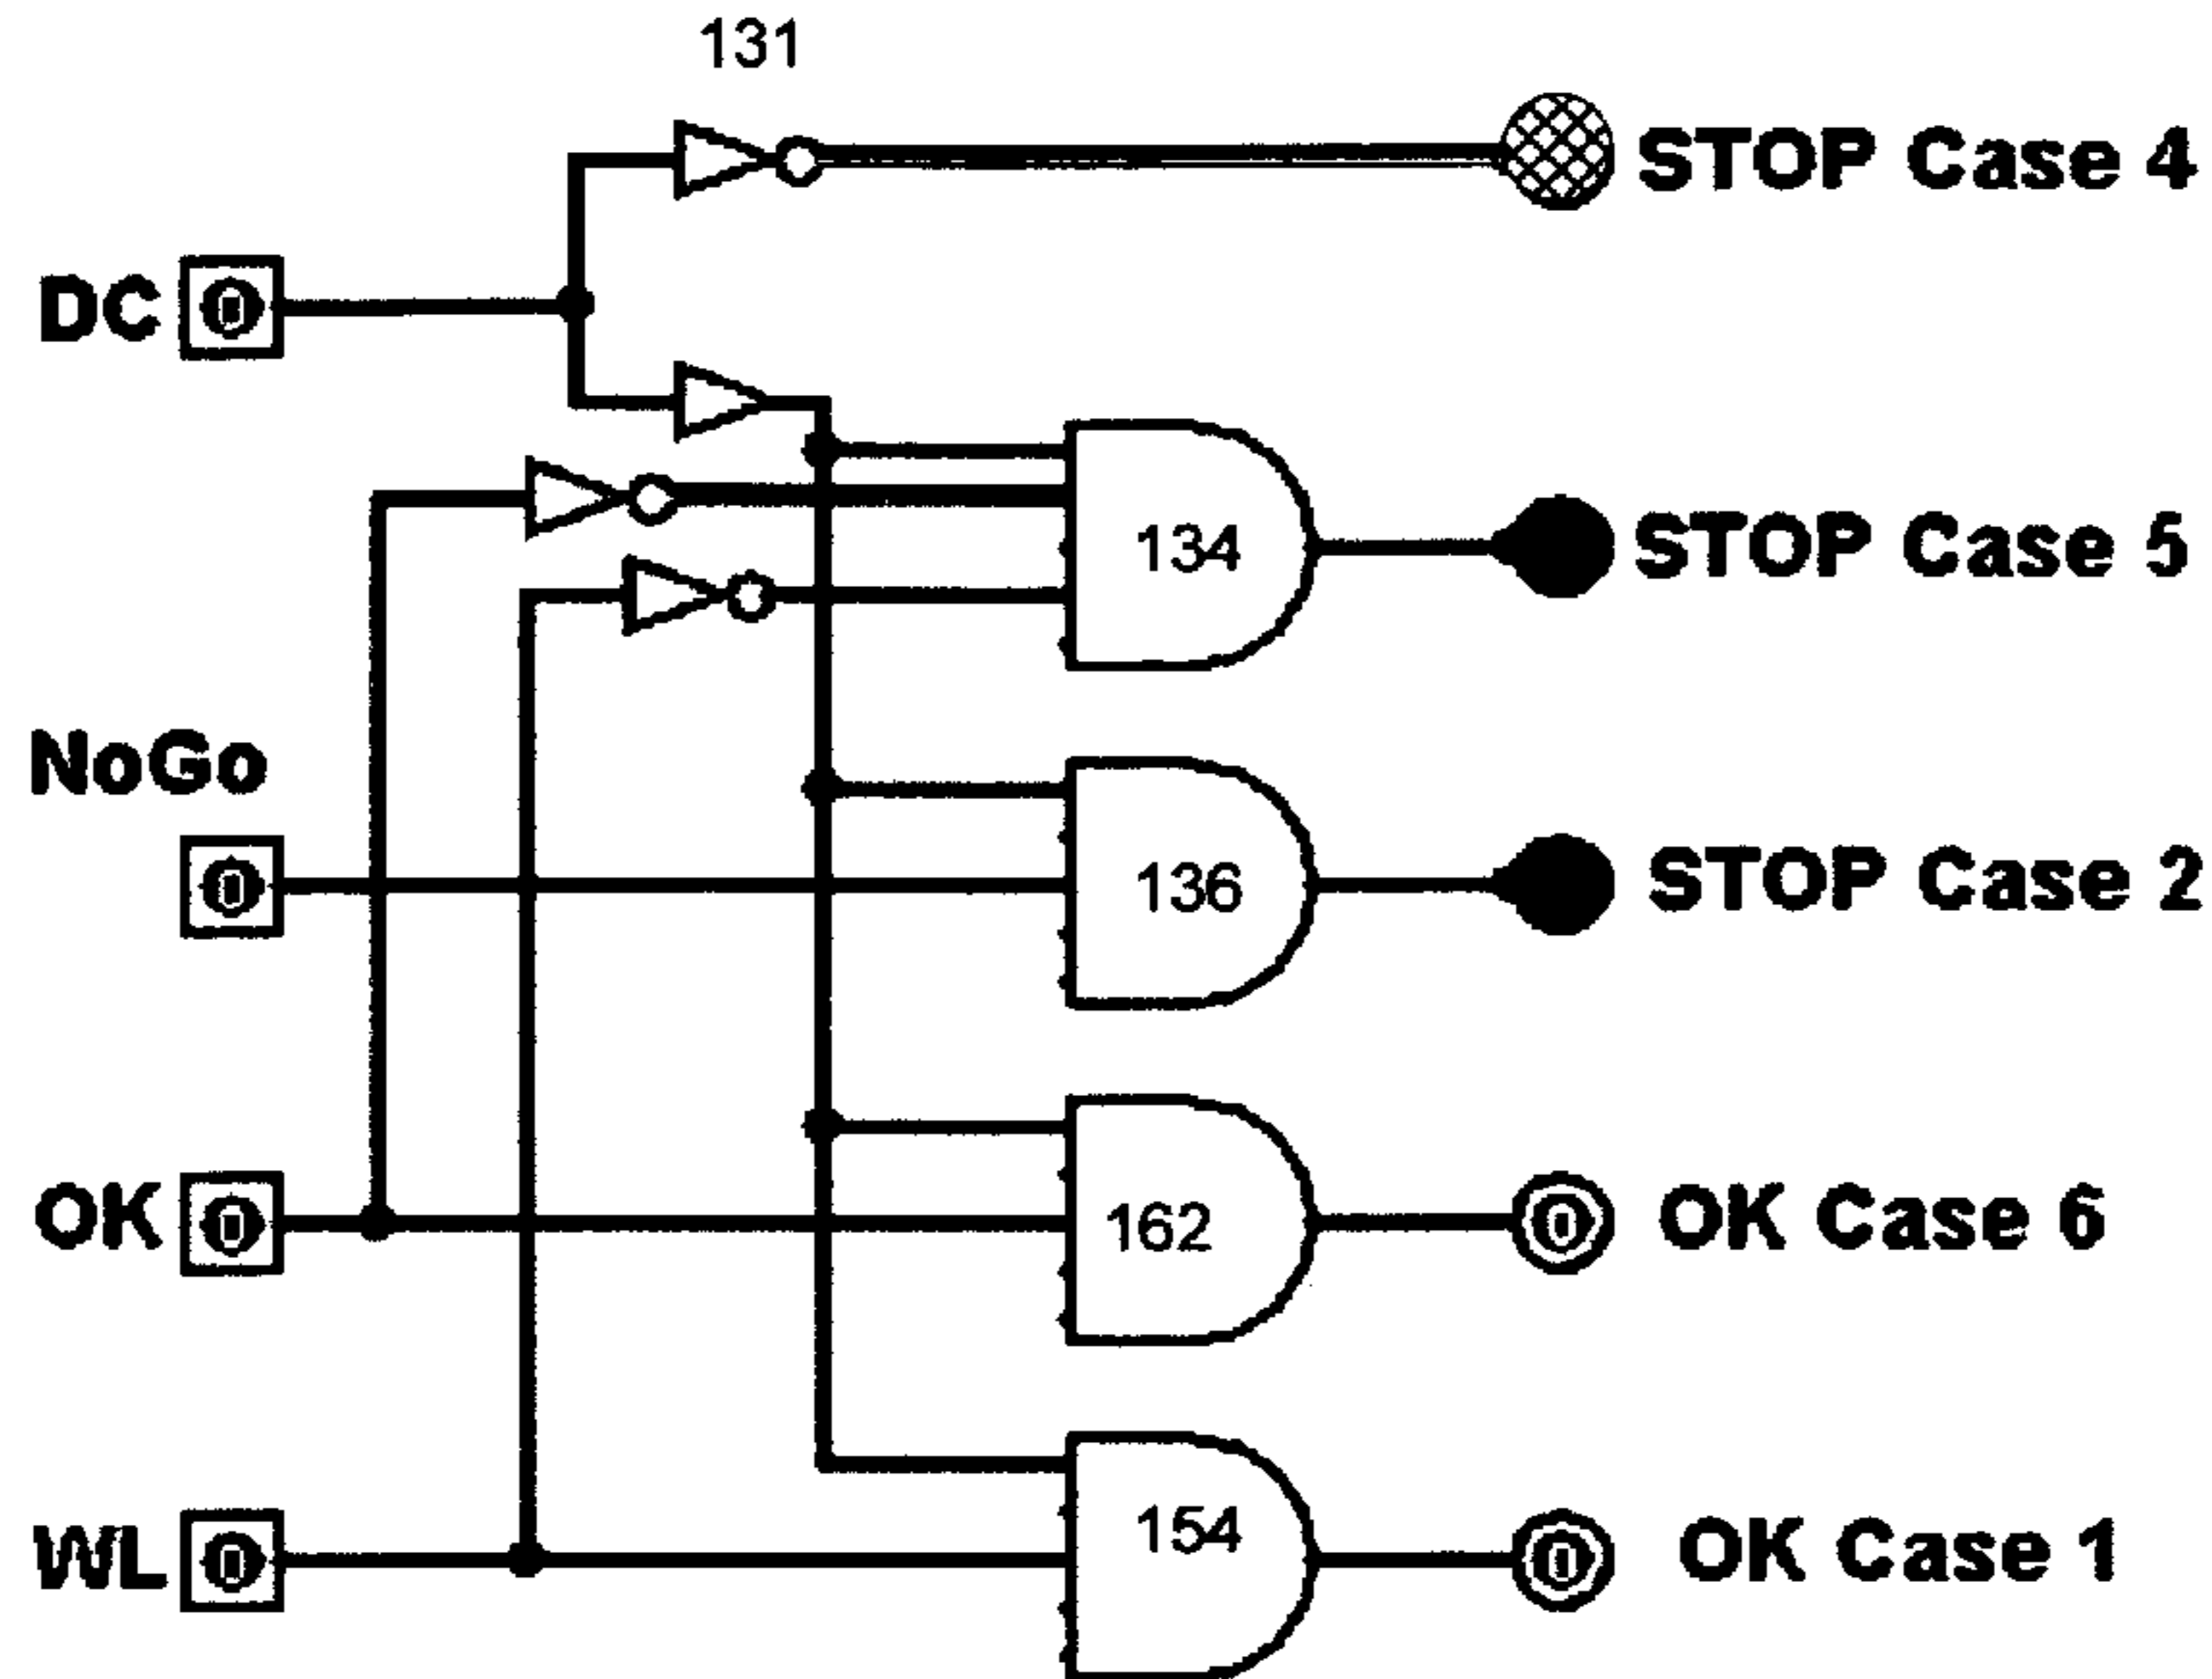 131
STOP Case 4
DC 0
134
STOP Case 5
NoGo
0
136
STOP Case 2
OK 0
162
0 OK Case 6
WL 0
154
0 OK Case 1